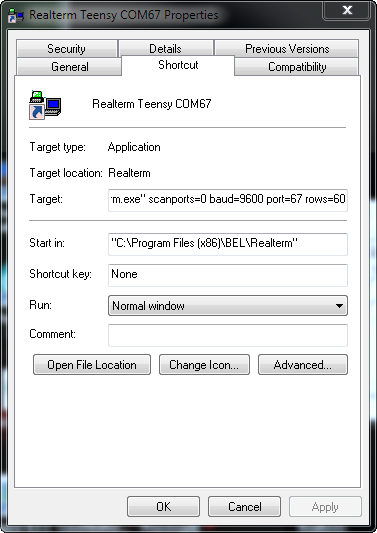 Realterm Teensy COM67 Properties
Security Details Previous Versions
General Shortcut Compatibility
Realterm Teensy COM67
Target type: Application
Target location: Realterm
Target: m.exe" scanports=0 baud=9600 port=67 rows=60
Start in: "C:\Program Files (x86)\BEL\Realterm"
Shortcut key: None
Run: Normal window
Comment:
Open File Location Change Icon... Advanced...
OK Cancel Apply